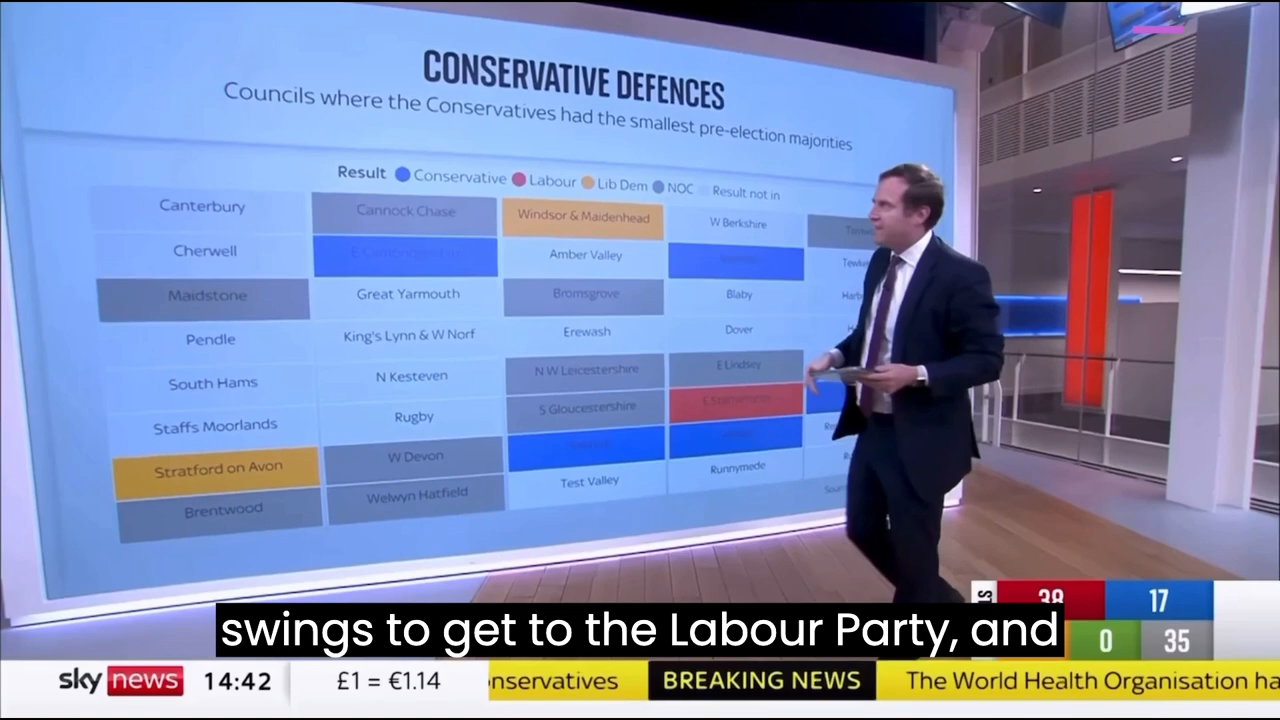 CONSERVATIVE DEFENCES
Councils where the Conservatives had the smallest pre-election majorities
Result Conservative Labour Lib Dem NOC Result not in
Canterbury Cannock Chase Windsor & Maidenhead W Berkshire
Cherwell Amber Valley
Maidstone Great Yarmouth Bromsgrove Blaby
Pendle King's Lynn & W Norf Erewash Dover
South Hams N Kesteven N W Leicestershire E Lindsey
Staffs Moorlands Rugby S Gloucestershire
Stratford on Avon W Devon
Brentwood Welwyn Hatfield Test Valley Runnymede
38 17
0 35
swings to get to the Labour Party, and
sky news 14:42 £1 = €1.14 nservatives BREAKING NEWS The World Health Organisation ha